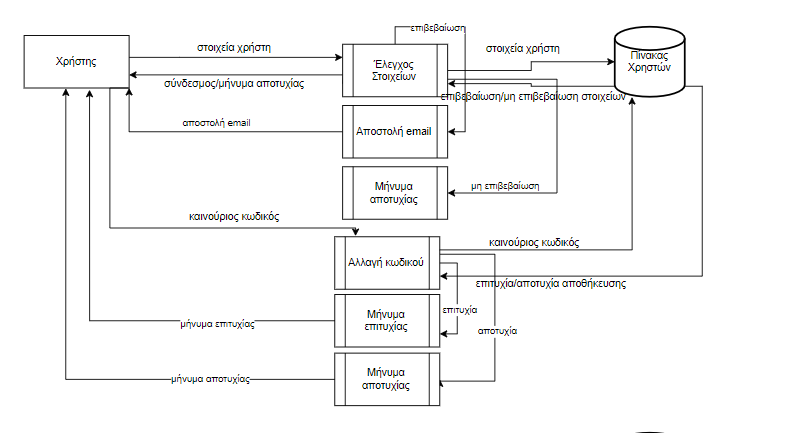 επιβεβαίωση
στοιχεία χρήστη
στοιχεία χρήστη
Χρήστης
Έλεγχος
Στοιχείων
Πίνακας
Χρηστών
σύνδεσμος/μήνυμα αποτυχίας
επιβεβαίωση/μη επιβεβαίωση στοιχείων
αποστολή email
Αποστολή email
Μήνυμα
αποτυχίας
μη επιβεβαίωση
καινούριος κωδικός
καινούριος κωδικός
Αλλαγή κωδικού
επιτυχία/αποτυχία αποθήκευσης
επιτυχία
Μήνυμα
επιτυχίας
μήνυμα επιτυχίας
αποτυχία
Μήνυμα
αποτυχίας
μήνυμα αποτυχίας